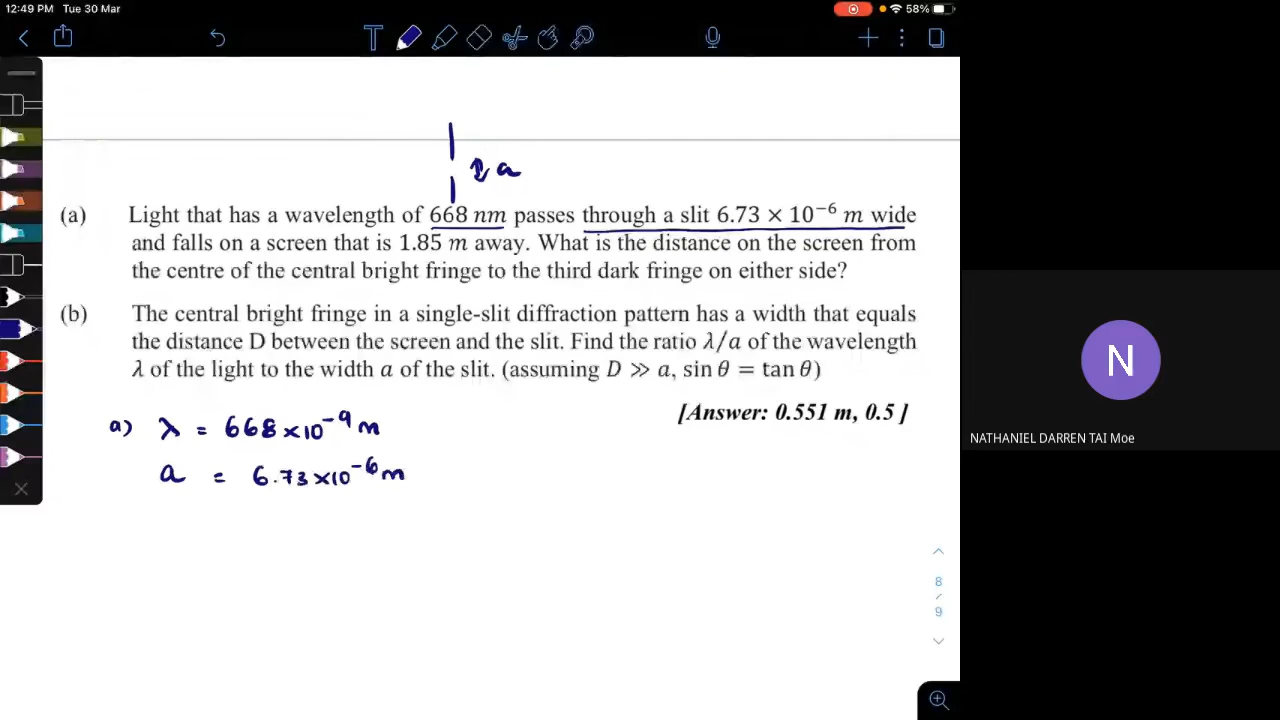 12:49 PM Tue 30 Mar
58%
a
(a) Light that has a wavelength of 668 nm passes through a slit 6.73 × 10⁻⁶ m wide
and falls on a screen that is 1.85 m away. What is the distance on the screen from
the centre of the central bright fringe to the third dark fringe on either side?
(b) The central bright fringe in a single-slit diffraction pattern has a width that equals
the distance D between the screen and the slit. Find the ratio λ/a of the wavelength
λ of the light to the width a of the slit. (assuming D ≫ a, sin θ = tan θ)
[Answer: 0.551 m, 0.5 ]
a) λ = 668×10⁻⁹ m
a = 6.73×10⁻⁶ m
8
/
9
N
NATHANIEL DARREN TAI Moe